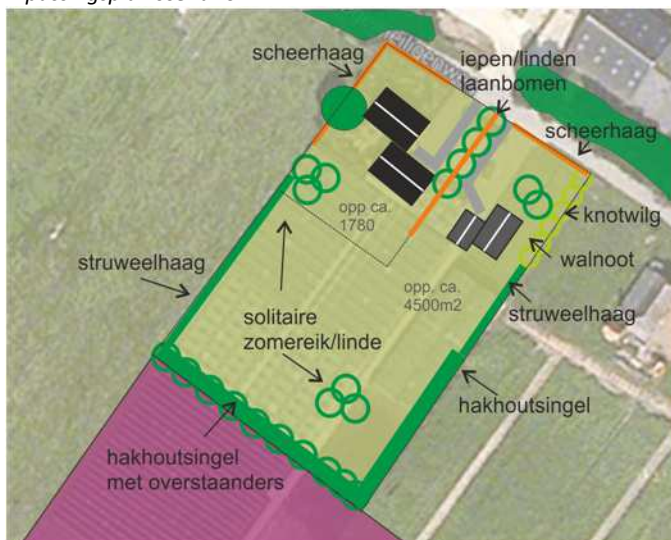 scheerhaag
iepen/linden
laanbomen
scheerhaag
knotwilg
opp ca.
1780
walnoot
struweelhaag
opp. ca.
4500m2
struweelhaag
solitaire
zomereik/linde
hakhoutsingel
hakhoutsingel
met overstaanders